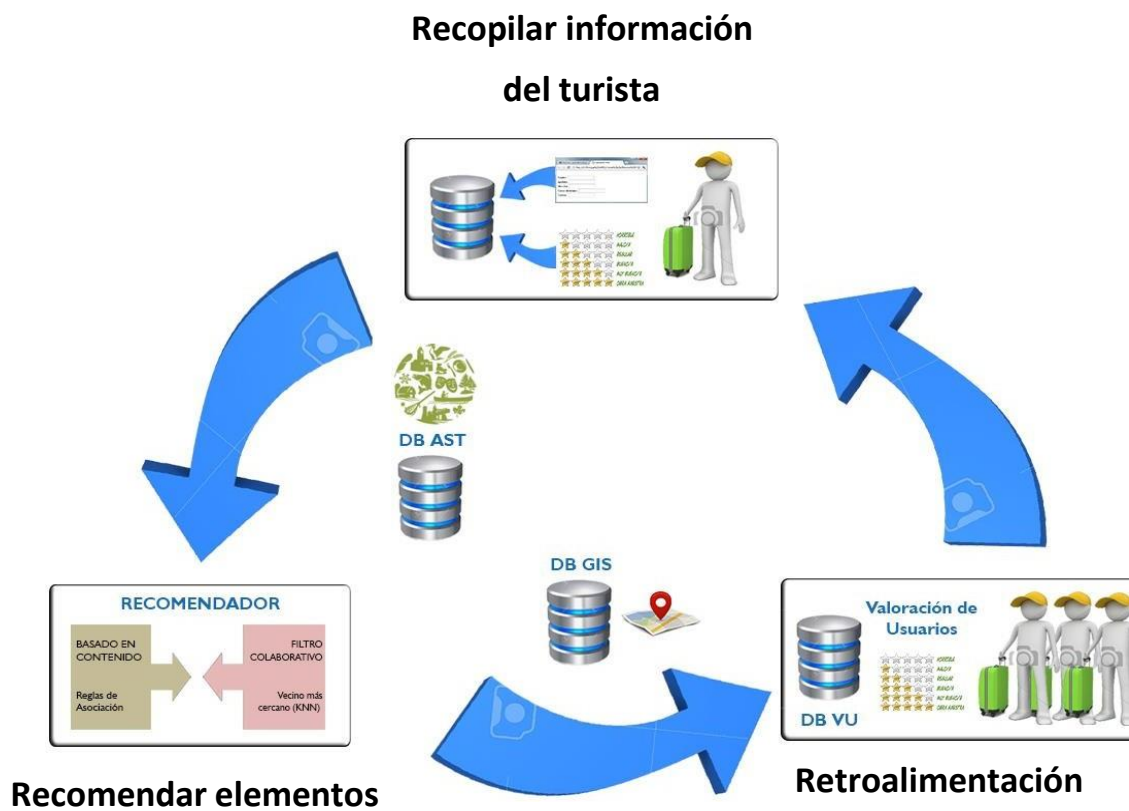 Recopilar información
del turista
DB AST
DB GIS
RECOMENDADOR
BASADO EN
CONTENIDO
Reglas de
Asociación
FILTRO
COLABORATIVO
Vecino más
cercano (KNN)
Valoración de
Usuarios
DB VU
Recomendar elementos
Retroalimentación